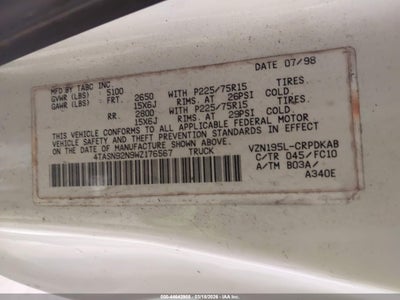 DATE 07/98
MFD BY TABC INC
GVWR (LBS) 5100
GAWR (LBS) FRT. 2650 WITH P225/75R15 TIRES.
15X6J RIMS. AT 26PSI COLD.
RR. 2800 WITH P225/75R15 TIRES.
15X6J RIMS. AT 29PSI COLD.
THIS VEHICLE CONFORMS TO ALL APPLICABLE FEDERAL MOTOR
VEHICLE SAFETY AND THEFT PREVENTION STANDARDS IN EFFECT
ON THE DATE OF MANUFACTURE SHOWN ABOVE.
4TASN92N9WZ176567 TRUCK
VZN195L-CRPDKAB
C/TR 045/FC10
A/TM B03A/
A340E